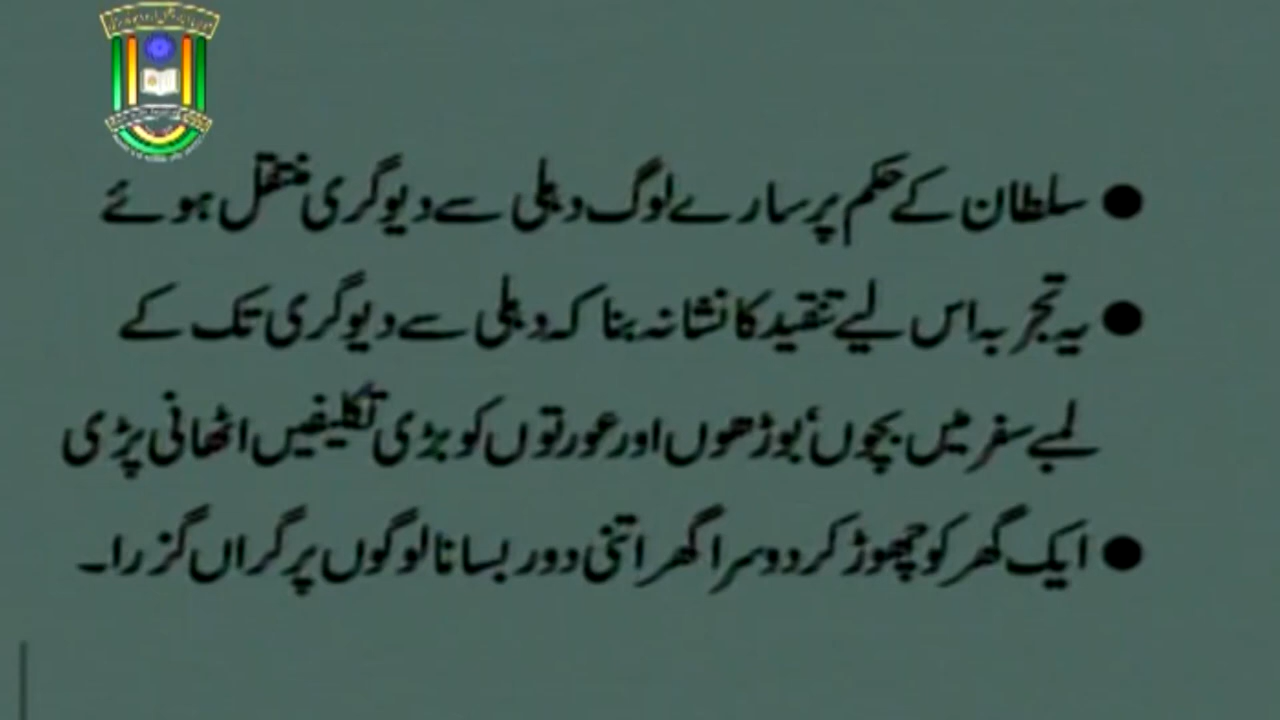 ● سلطان کے حکم پر سارے لوگ دہلی سے دیوگری منتقل ہوئے
● یہ تجربہ اس لیے تنقید کا نشانہ بنا کہ دہلی سے دیوگری تک کے
لمبے سفر میں بچوں، بوڑھوں اور عورتوں کو بڑی تکلیفیں اٹھانی پڑی
● ایک گھر کو چھوڑ کر دوسرا گھر اتنی دور بسانا لوگوں پر گراں گزرا۔